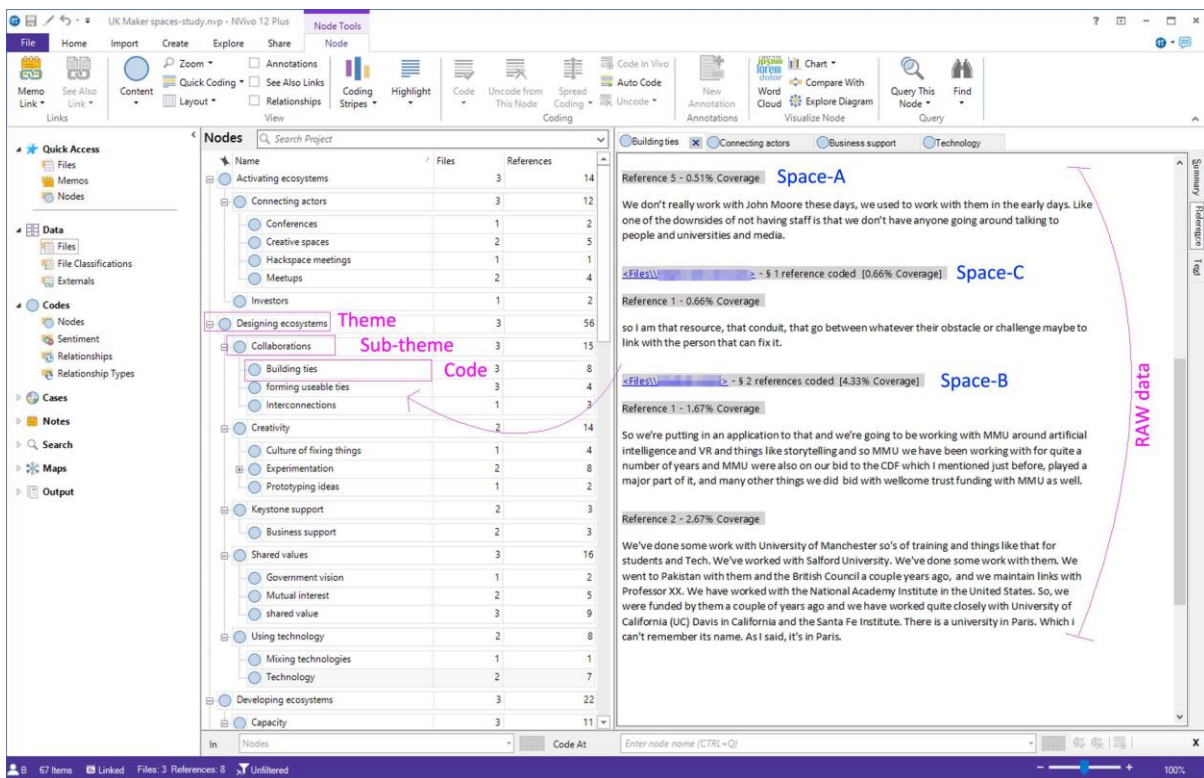 UK Maker spaces-study.nvp - NVivo 12 Plus
Node Tools
File Home Import Create Explore Share Node
Memo Link
See Also Link
Links
Content
Zoom
Quick Coding
Layout
Annotations
See Also Links
Relationships
Coding Stripes
Highlight
View
Code
Uncode from This Node
Spread Coding
Code In Vivo
Auto Code
Uncode
Coding
New Annotation
Annotations
Word Cloud
Chart
Compare With
Explore Diagram
Visualize Node
Query This Node
Find
Query
Quick Access
Files
Memos
Nodes
Data
Files
File Classifications
Externals
Codes
Nodes
Sentiment
Relationships
Relationship Types
Cases
Notes
Search
Maps
Output
Nodes Search Project
Name Files References
Activating ecosystems 3 14
Connecting actors 3 12
Conferences 1 2
Creative spaces 2 5
Hackspace meetings 1 1
Meetups 2 4
Investors 1 2
Designing ecosystems Theme 3 56
Collaborations Sub-theme 3 15
Building ties Code 3 8
forming useable ties 3 4
Interconnections 1 3
Creativity 2 14
Culture of fixing things 1 4
Experimentation 2 8
Prototyping ideas 1 2
Keystone support 2 3
Business support 2 3
Shared values 3 16
Government vision 1 2
Mutual interest 2 5
shared value 3 9
Using technology 2 8
Mixing technologies 1 1
Technology 2 7
Developing ecosystems 3 22
Capacity 3 11
In Nodes Code At Enter node name (CTRL+Q) X
Building ties Connecting actors Business support Technology
Reference 5 - 0.51% Coverage Space-A
We don't really work with John Moore these days, we used to work with them in the early days. Like
one of the downsides of not having staff is that we don't have anyone going around talking to
people and universities and media.
<Files\\ > - § 1 reference coded [0.66% Coverage] Space-C
Reference 1 - 0.66% Coverage
so I am that resource, that conduit, that go between whatever their obstacle or challenge maybe to
link with the person that can fix it.
<Files\\ > - § 2 references coded [4.33% Coverage] Space-B
Reference 1 - 1.67% Coverage
So we're putting in an application to that and we're going to be working with MMU around artificial
intelligence and VR and things like storytelling and so MMU we have been working with for quite a
number of years and MMU were also on our bid to the CDF which I mentioned just before, played a
major part of it, and many other things we did bid with wellcome trust funding with MMU as well.
Reference 2 - 2.67% Coverage
We've done some work with University of Manchester so's of training and things like that for
students and Tech. We've worked with Salford University. We've done some work with them. We
went to Pakistan with them and the British Council a couple years ago, and we maintain links with
Professor XX. We have worked with the National Academy Institute in the United States. So, we
were funded by them a couple of years ago and we have worked quite closely with University of
California (UC) Davis in California and the Santa Fe Institute. There is a university in Paris. Which i
can't remember its name. As I said, it's in Paris.
RAW data
Summary
Reference
Text
B 67 Items Linked Files: 3 References: 8 Unfiltered 100%